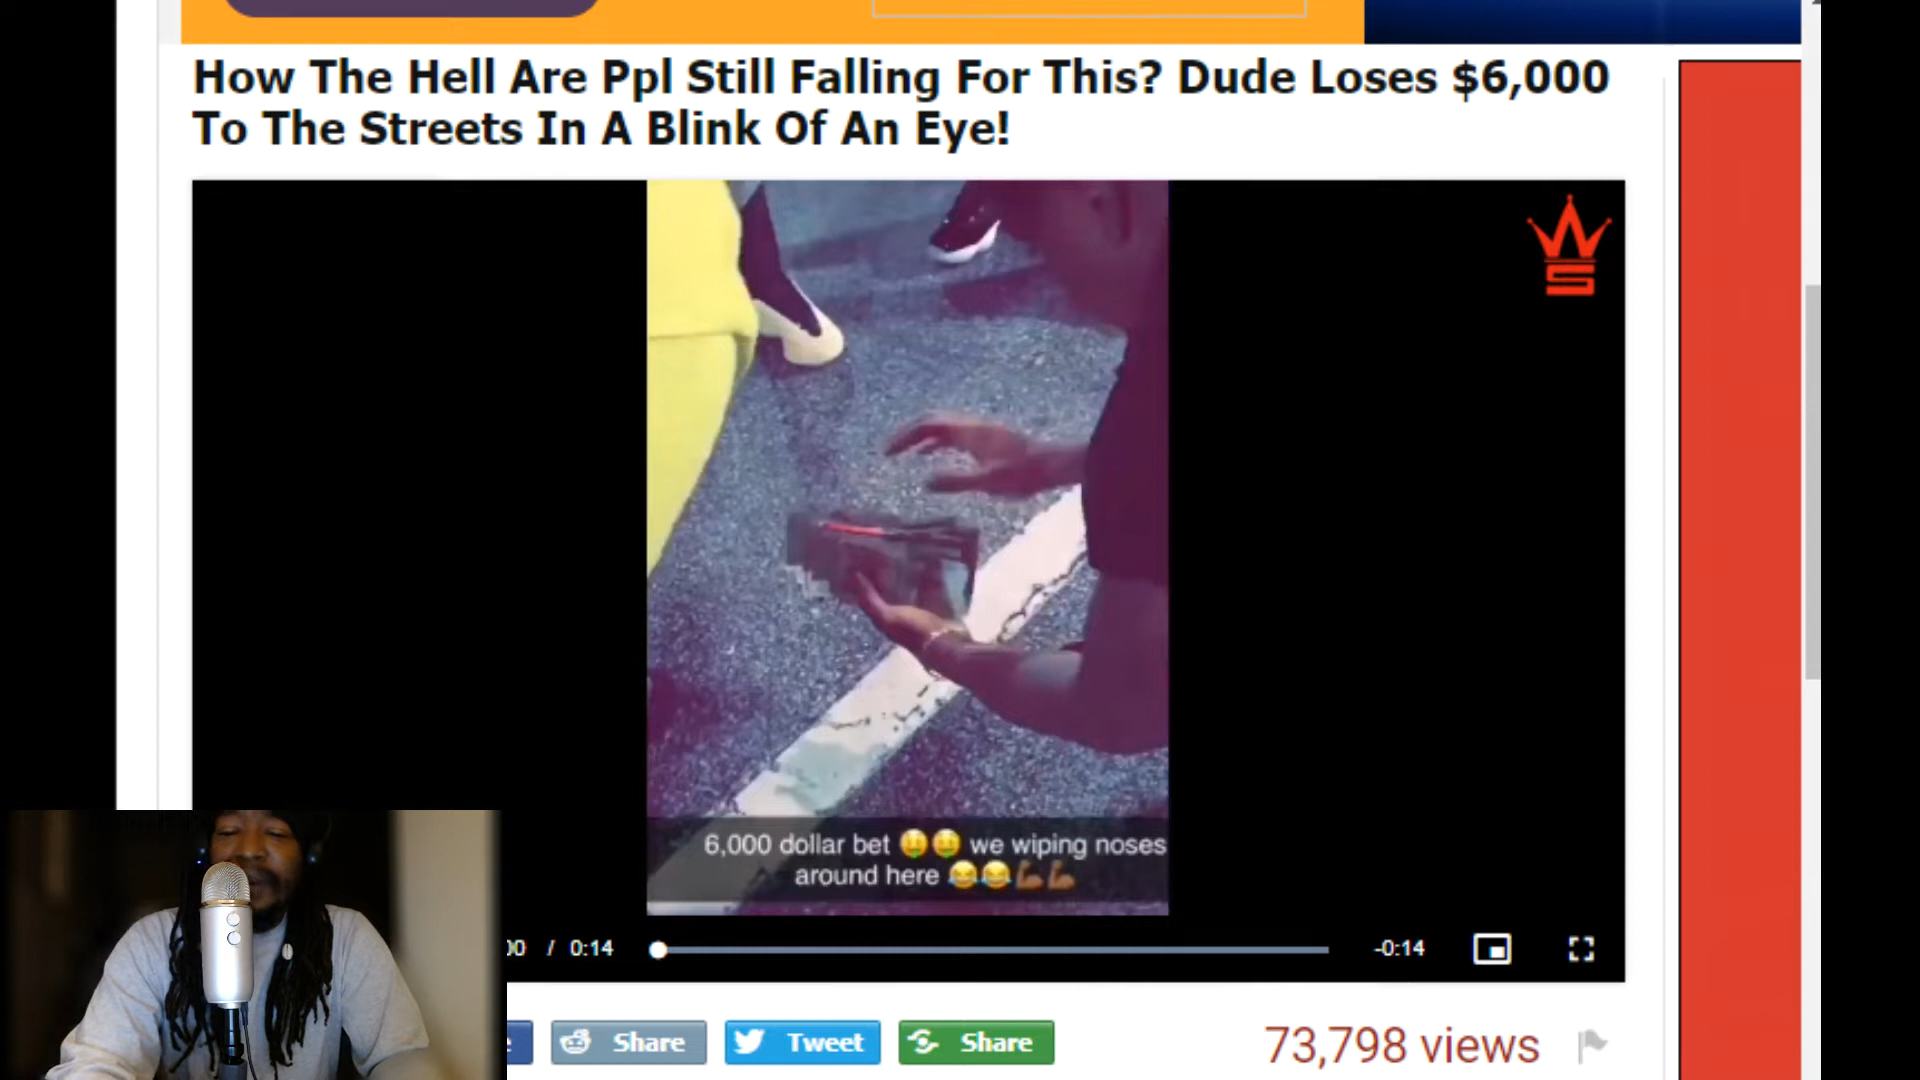 How The Hell Are Ppl Still Falling For This? Dude Loses $6,000
To The Streets In A Blink Of An Eye!
WS
6,000 dollar bet 🤑🤑 we wiping noses
around here 😂😂💪🏾💪🏾
/ 0:14
-0:14
Share
Tweet
Share
73,798 views